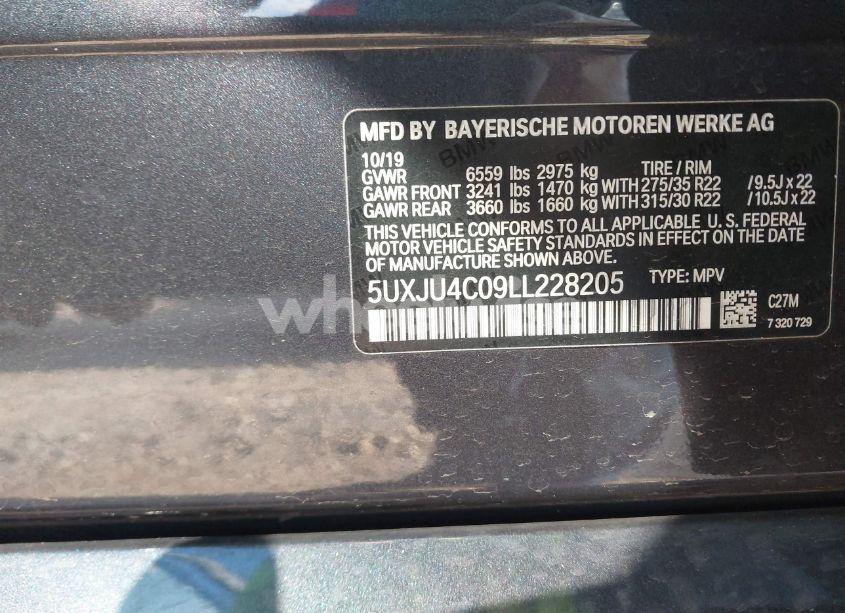 MFD BY BAYERISCHE MOTOREN WERKE AG
10/19
GVWR 6559 lbs 2975 kg TIRE / RIM
GAWR FRONT 3241 lbs 1470 kg WITH 275/35 R22 / 9.5J x 22
GAWR REAR 3660 lbs 1660 kg WITH 315/30 R22 / 10.5J x 22
THIS VEHICLE CONFORMS TO ALL APPLICABLE U. S. FEDERAL
MOTOR VEHICLE SAFETY STANDARDS IN EFFECT ON THE DATE
OF MANUFACTURE SHOWN ABOVE.
5UXJU4C09LL228205 TYPE: MPV
C27M
7 320 729